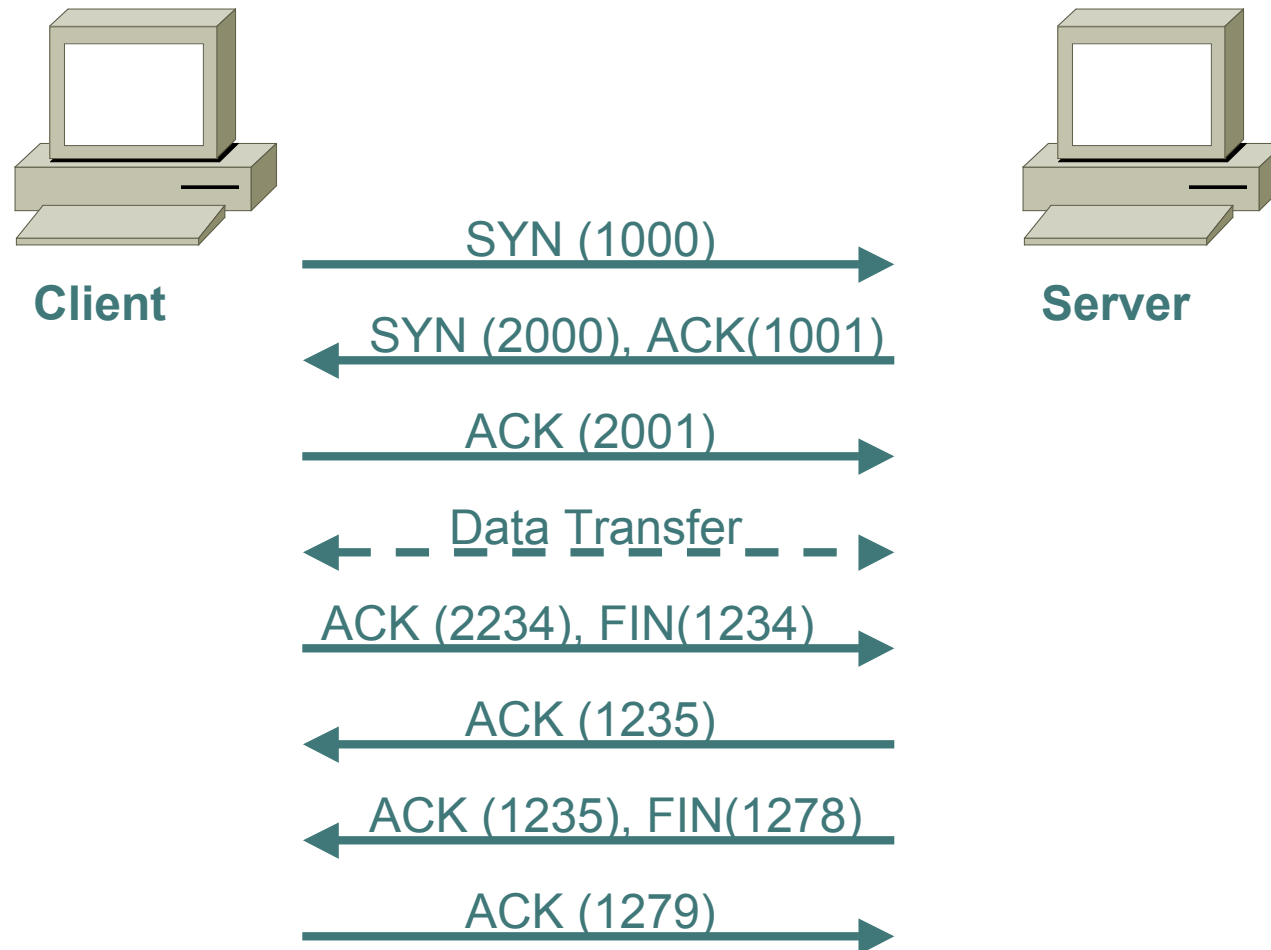 SYN (1000)
Client
Server
SYN (2000), ACK(1001)
ACK (2001)
Data Transfer
ACK (2234), FIN(1234)
ACK (1235)
ACK (1235), FIN(1278)
ACK (1279)